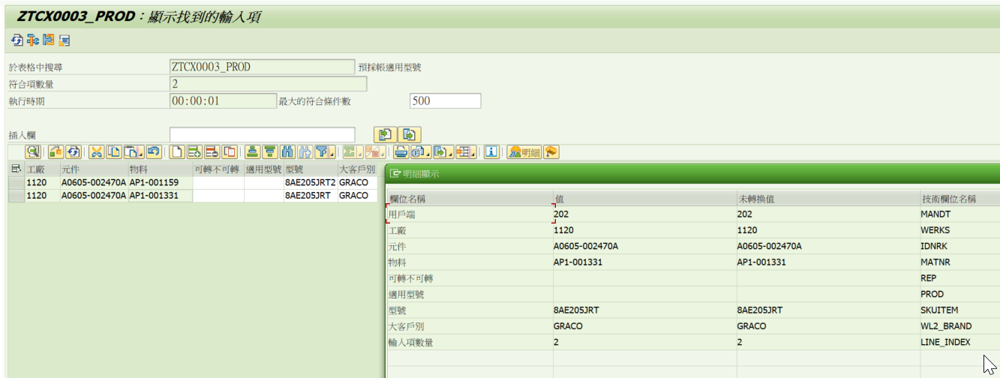 ZTCX0003_PROD：顯示找到的輸入項
於表格中搜尋 ZTCX0003_PROD 預採帳適用型號
符合項數量 2
執行時期 00:00:01 最大的符合條件數 500
插入欄
明細
工廠 元件 物料 可轉不可轉 適用型號 型號 大客戶別
1120 A0605-002470A AP1-001159 8AE205JRT2 GRACO
1120 A0605-002470A AP1-001331 8AE205JRT GRACO
明細顯示
欄位名稱 值 未轉換值 技術欄位名稱
用戶端 202 202 MANDT
工廠 1120 1120 WERKS
元件 A0605-002470A A0605-002470A IDNRK
物料 AP1-001331 AP1-001331 MATNR
可轉不可轉 REP
適用型號 PROD
型號 8AE205JRT 8AE205JRT SKUITEM
大客戶別 GRACO GRACO WL2_BRAND
輸入項數量 2 2 LINE_INDEX